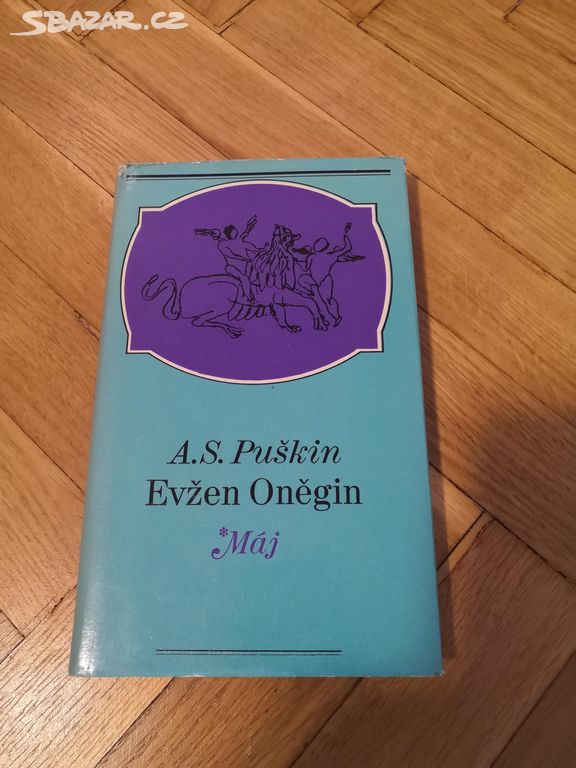 SBAZAR.CZ
A.S. Puškin
Evžen Oněgin
*Máj